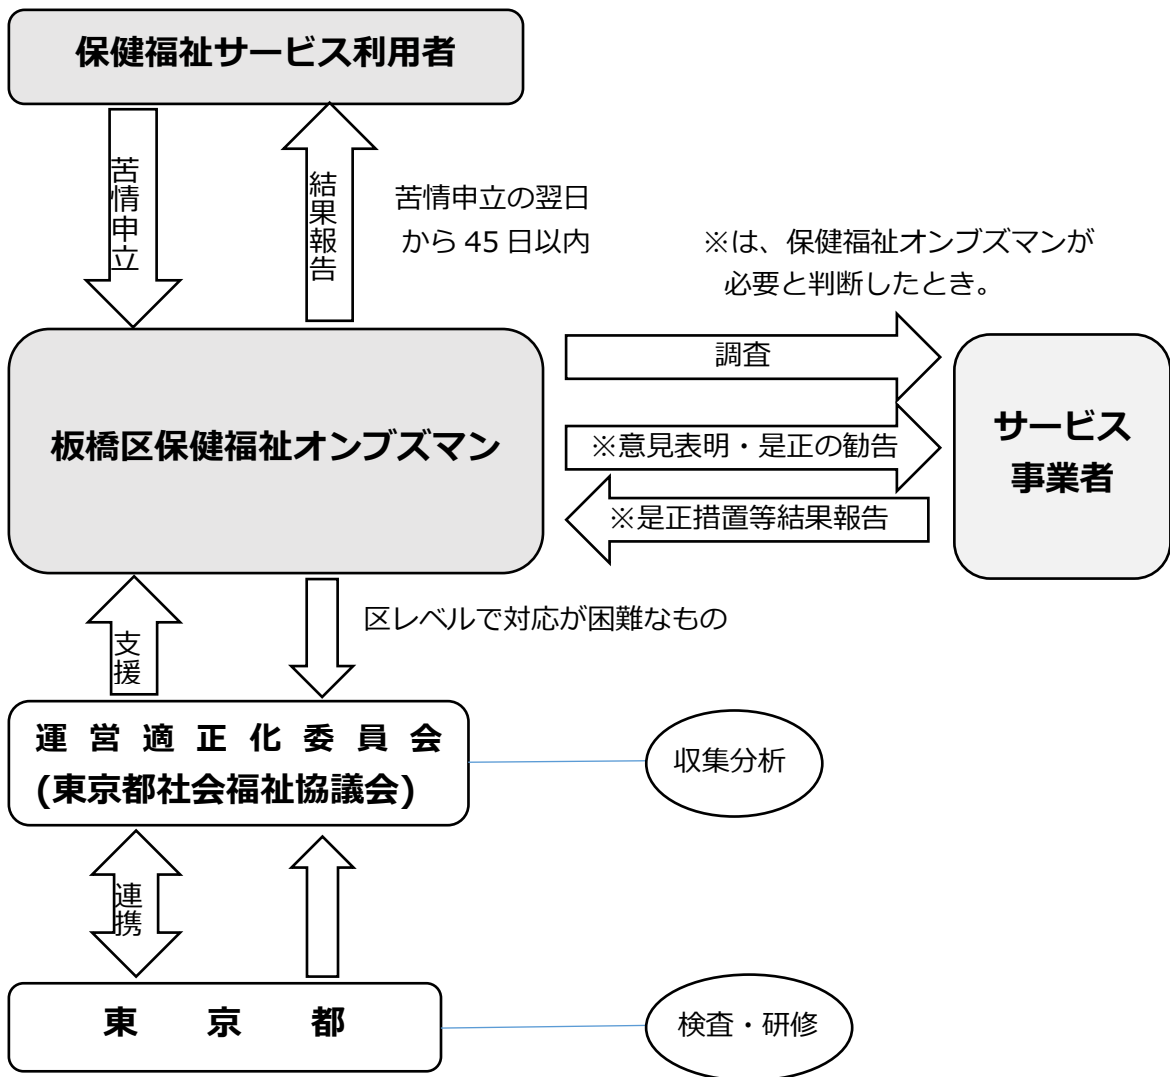 保健福祉サービス利用者
苦情申立
結果報告
苦情申立の翌日
から 45 日以内
※は、保健福祉オンブズマンが
必要と判断したとき。
調査
板橋区保健福祉オンブズマン
※意見表明・是正の勧告
サービス
事業者
※是正措置等結果報告
支援
区レベルで対応が困難なもの
運営適正化委員会
(東京都社会福祉協議会)
収集分析
連携
東京都
検査・研修